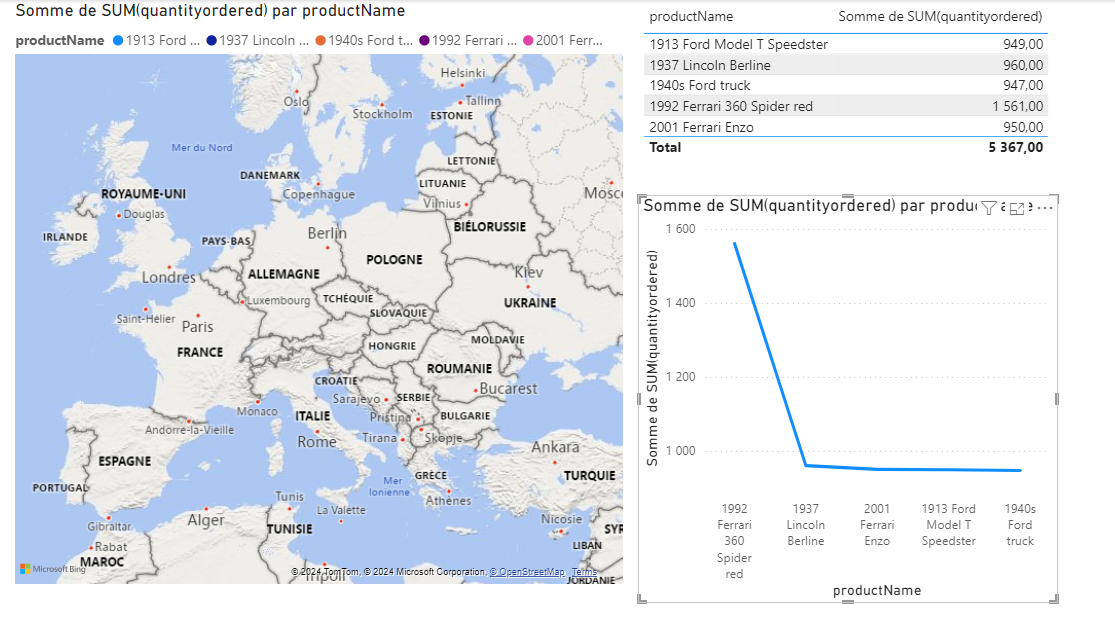 Somme de SUM(quantityordered) par productName
productName 1913 Ford ... 1937 Lincoln ... 1940s Ford t... 1992 Ferrari ... 2001 Ferr...
Helsinki
Oslo
Tallinn
Stockholm
ESTONIE
Mer du Nord
LETTONIE
DANEMARK
LITUANIE
ROYAUME-UNI
Copenhague
Vilnius
Mosc
Douglas
BIÉLORUSSIE
IRLANDE
PAYS-BAS
Berlin
POLOGNE
Londres
ALLEMAGNE
Kiev
Luxembourg
TCHÉQUIE
UKRAINE
Saint-Hélier
Paris
SLOVAQUIE
FRANCE
HONGRIE
MOLDAVIE
ROUMANIE
CROATIE
Bucarest
Monaco
Sarajevo
SERBIE
ITALIE
Pristina
BULGARIE
Andorre-la-Vieille
Rome
Tirana
Skopje
Ankara
ESPAGNE
GRÈCE
TURQUIE
PORTUGAL
Mer
Ionienne
Tunis
Athènes
La Valette
Gibraltar
Alger
TUNISIE
Nicosie
SYR
Rabat
LIBAN
MAROC
Microsoft Bing
Tripoli
© 2024 TomTom, © 2024 Microsoft Corporation, © OpenStreetMap Terms
JORDANIE
productName Somme de SUM(quantityordered)
1913 Ford Model T Speedster 949,00
1937 Lincoln Berline 960,00
1940s Ford truck 947,00
1992 Ferrari 360 Spider red 1 561,00
2001 Ferrari Enzo 950,00
Total 5 367,00
Somme de SUM(quantityordered) par produ
1 600
1 400
1 200
1 000
Somme de SUM(quantityordered)
1992
Ferrari
360
Spider
red
1937
Lincoln
Berline
2001
Ferrari
Enzo
1913 Ford
Model T
Speedster
1940s
Ford
truck
productName